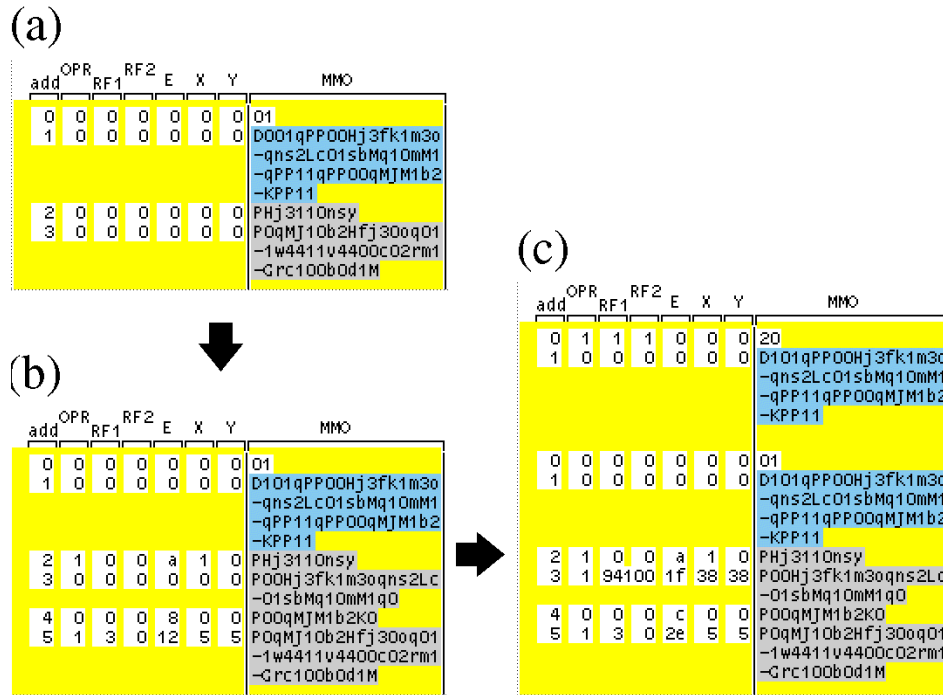 (a)
add OPR RF1 RF2 E X Y MMO
0 0 0 0 0 0 0 01
1 0 0 0 0 0 0 D001qPP00Hj3fk1m3o
-qns2Lc01sbMq10mM1
-qPP11qPP00qMJM1b2
-KPP11
2 0 0 0 0 0 0 PHj3110nsy
3 0 0 0 0 0 0 P0qMJ10b2Hfj30oq01
-1w4411v4400c02rm1
-Grc100b0d1M
(b)
add OPR RF1 RF2 E X Y MMO
0 0 0 0 0 0 0 01
1 0 0 0 0 0 0 D101qPP00Hj3fk1m3o
-qns2Lc01sbMq10mM1
-qPP11qPP00qMJM1b2
-KPP11
2 1 0 0 a 1 0 PHj3110nsy
3 0 0 0 0 0 0 P00Hj3fk1m3oqns2Lc
-01sbMq10mM1q0
4 0 0 0 8 0 0 P00qMJM1b2K0
5 1 3 0 12 5 5 P0qMJ10b2Hfj30oq01
-1w4411v4400c02rm1
-Grc100b0d1M
(c)
add OPR RF1 RF2 E X Y MMO
0 1 1 1 0 0 0 20
1 0 0 0 0 0 0 D101qPP00Hj3fk1m3o
-qns2Lc01sbMq10mM1
-qPP11qPP00qMJM1b2
-KPP11
0 0 0 0 0 0 0 01
1 0 0 0 0 0 0 D101qPP00Hj3fk1m3o
-qns2Lc01sbMq10mM1
-qPP11qPP00qMJM1b2
-KPP11
2 1 0 0 a 1 0 PHj3110nsy
3 1 94 100 1f 38 38 P00Hj3fk1m3oqns2Lc
-01sbMq10mM1q0
4 0 0 0 c 0 0 P00qMJM1b2K0
5 1 3 0 2e 5 5 P0qMJ10b2Hfj30oq01
-1w4411v4400c02rm1
-Grc100b0d1M